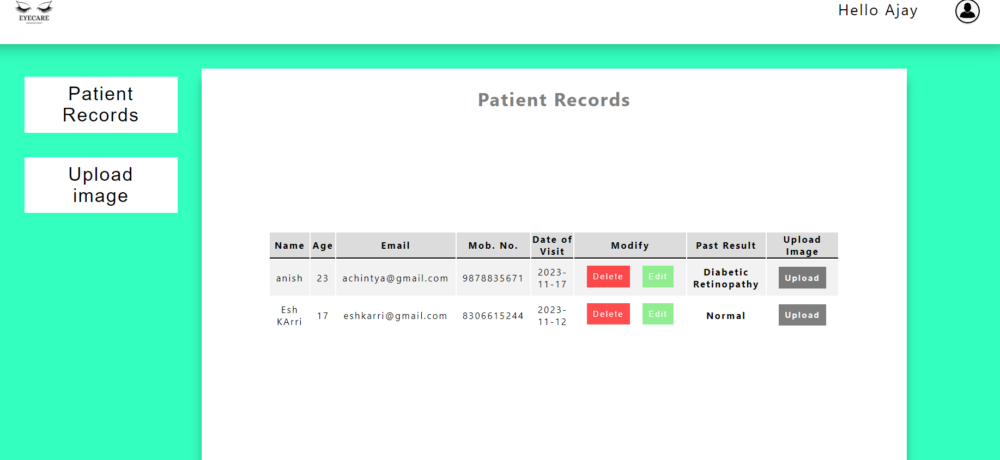 EYECARE
Hello Ajay
Patient
Records
Upload
image
Patient Records
Name Age Email Mob. No. Date of Visit Modify Past Result Upload Image
anish 23 achintya@gmail.com 9878835671 2023-11-17 Delete Edit Diabetic Retinopathy Upload
Esh KArri 17 eshkarri@gmail.com 8306615244 2023-11-12 Delete Edit Normal Upload